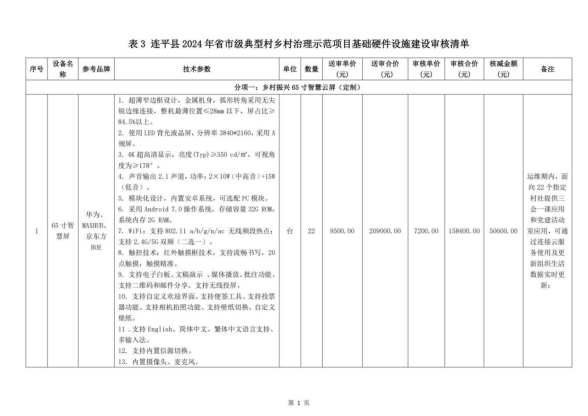 表 3 连平县 2024 年省市级典型村乡村治理示范项目基础硬件设施建设审核清单
序号 设备名称 参考品牌 技术参数 单位 数量 送审单价(元) 送审合价(元) 审核单价(元) 审核合价(元) 核减金额(元) 备注
分项一：乡村振兴 65 寸智慧云屏（定制）
1
65 寸智
慧屏
华为、
MAXHUB、
京东方
BOE
1. 超薄窄边框设计，金属机身，弧形转角采用无尖
锐边缘连接，整机最薄位置≤28mm 以下，屏占比≥
84.5%以上。
2. 使用 LED 背光液晶屏，分辨率 3840*2160，采用 A
规屏。
3. 4K 超高清显示，亮度(Typ)≥350 cd/㎡，可视角
度为≥178°。
4. 声音输出 2.1 声道，功率：2×10W（中高音）+15W
（低音）。
5. 模块化设计，内置安卓系统，可选配 PC 模块。
6. 采用 Android 7.0 操作系统，存储容量 32G ROM，
系统内存 2G RAM。
7. WiFi：支持 802.11 a/b/g/n/ac 无线频段热点；
支持 2.4G/5G 双频（二选一）。
8. 触控技术：红外触摸框技术，支持流畅书写，20
点触摸，触摸精准。
9. 支持电子白板、文稿演示 、媒体播放、批注功能、
支持二维码和邮件分享、支持无线投屏。
10. 支持自定义欢迎界面、支持便签工具、支持投票
器功能、支持相机拍照功能、支持壁纸切换、自定义
壁纸。
11 .支持 English、简体中文、繁体中文语言支持、
多输入法。
12. 支持内置信源切换。
13. 内置摄像头、麦克风。
台
22
9500.00
209000.00
7200.00
158400.00
50600.00
运维期内，面
向 22 个指定
村社提供三
会一课应用
和党建活动
室应用，可通
过连接云服
务使用及更
新组织生活
数据实时更
新；
第 1 页